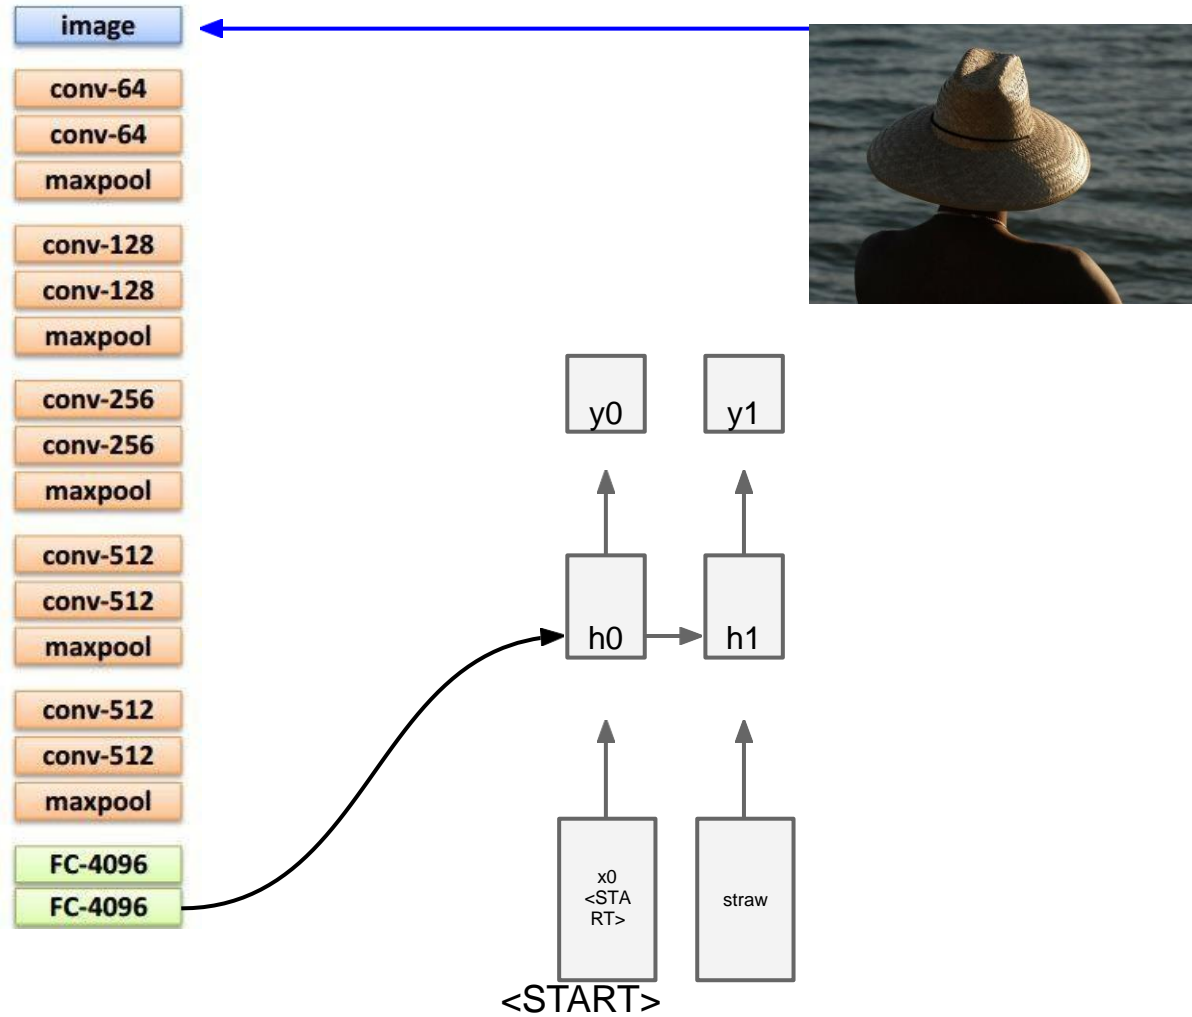 image
conv-64
conv-64
maxpool
conv-128
conv-128
maxpool
conv-256
conv-256
maxpool
conv-512
conv-512
maxpool
conv-512
conv-512
maxpool
FC-4096
FC-4096
y0
y1
h0
h1
x0
<STA
RT>
straw
<START>